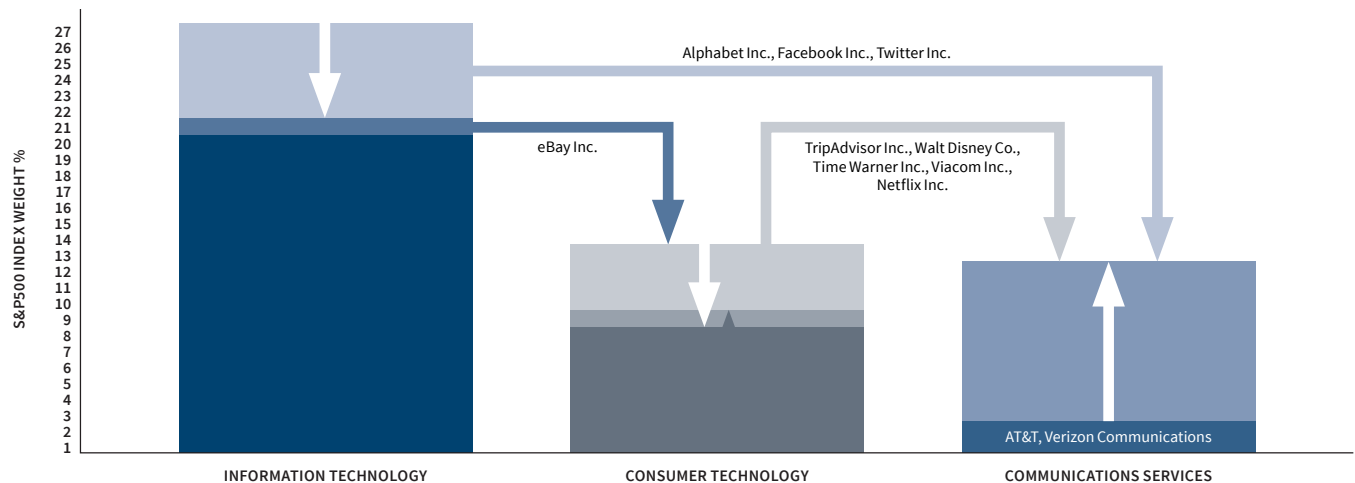 S&P500 INDEX WEIGHT %
27
26
25
24
23
22
21
20
19
18
17
16
15
14
13
12
11
10
9
8
7
6
5
4
3
2
1
Alphabet Inc., Facebook Inc., Twitter Inc.
eBay Inc.
TripAdvisor Inc., Walt Disney Co.,
Time Warner Inc., Viacom Inc.,
Netflix Inc.
AT&T, Verizon Communications
INFORMATION TECHNOLOGY
CONSUMER TECHNOLOGY
COMMUNICATIONS SERVICES